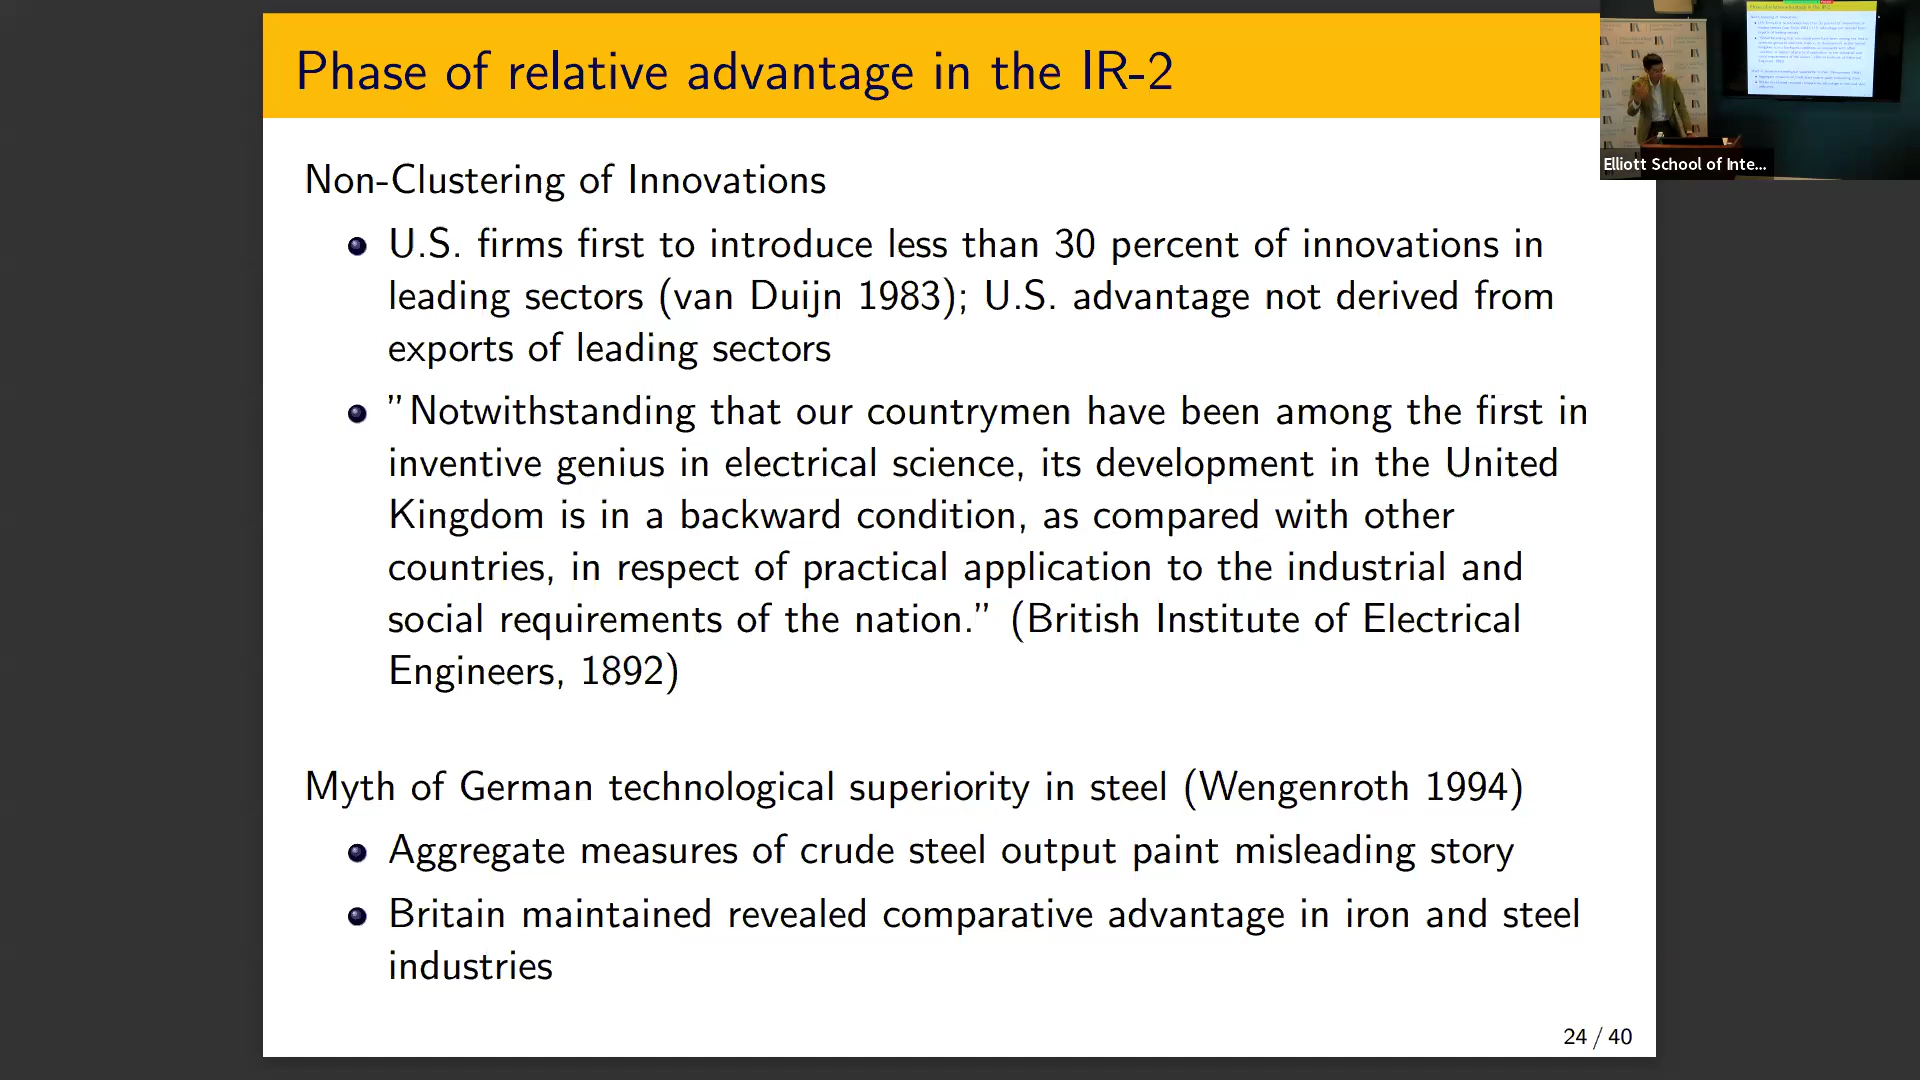 Phase of relative advantage in the IR-2
Elliott School of Inte...
Non-Clustering of Innovations
U.S. firms first to introduce less than 30 percent of innovations in
leading sectors (van Duijn 1983); U.S. advantage not derived from
exports of leading sectors
”Notwithstanding that our countrymen have been among the first in
inventive genius in electrical science, its development in the United
Kingdom is in a backward condition, as compared with other
countries, in respect of practical application to the industrial and
social requirements of the nation.” (British Institute of Electrical
Engineers, 1892)
Myth of German technological superiority in steel (Wengenroth 1994)
Aggregate measures of crude steel output paint misleading story
Britain maintained revealed comparative advantage in iron and steel
industries
24 / 40